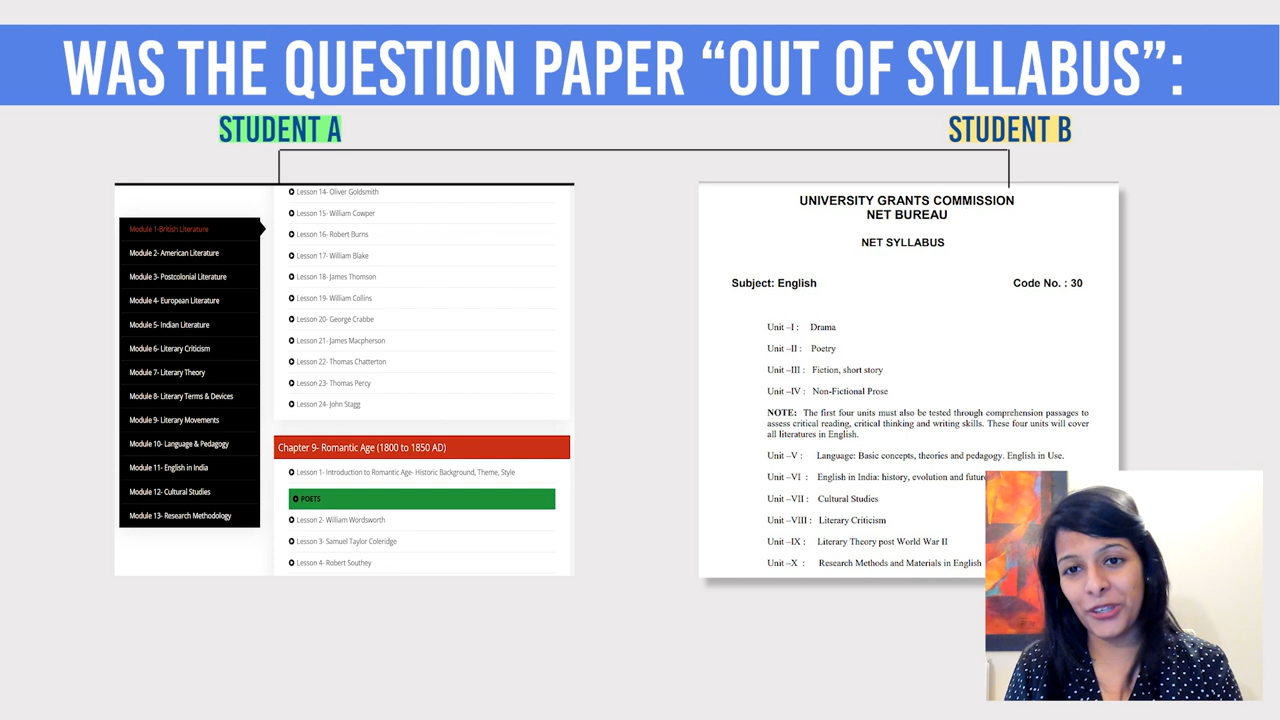 WAS THE QUESTION PAPER “OUT OF SYLLABUS”:
STUDENT A
STUDENT B
Module 1-British Literature
Module 2- American Literature
Module 3- Postcolonial Literature
Module 4- European Literature
Module 5- Indian Literature
Module 6- Literary Criticism
Module 7- Literary Theory
Module 8- Literary Terms & Devices
Module 9- Literary Movements
Module 10- Language & Pedagogy
Module 11- English in India
Module 12- Cultural Studies
Module 13- Research Methodology
Lesson 14- Oliver Goldsmith
Lesson 15- William Cowper
Lesson 16- Robert Burns
Lesson 17- William Blake
Lesson 18- James Thomson
Lesson 19- William Collins
Lesson 20- George Crabbe
Lesson 21- James Macpherson
Lesson 22- Thomas Chatterton
Lesson 23- Thomas Percy
Lesson 24- John Stagg
Chapter 9- Romantic Age (1800 to 1850 AD)
Lesson 1- Introduction to Romantic Age- Historic Background, Theme, Style
POETS
Lesson 2- William Wordsworth
Lesson 3- Samuel Taylor Coleridge
Lesson 4- Robert Southey
UNIVERSITY GRANTS COMMISSION
NET BUREAU
NET SYLLABUS
Subject: English Code No. : 30
Unit –I : Drama
Unit –II : Poetry
Unit –III : Fiction, short story
Unit –IV : Non-Fictional Prose
NOTE: The first four units must also be tested through comprehension passages to
assess critical reading, critical thinking and writing skills. These four units will cover
all literatures in English.
Unit –V : Language: Basic concepts, theories and pedagogy. English in Use.
Unit –VI : English in India: history, evolution and
Unit –VII : Cultural Studies
Unit –VIII : Literary Criticism
Unit –IX : Literary Theory post World War II
Unit –X : Research Methods and Materials in English